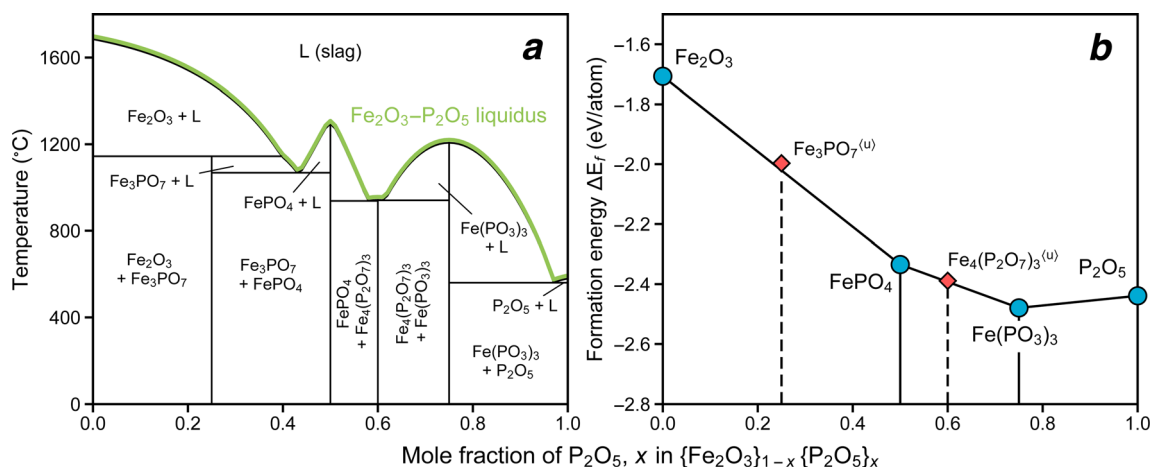 a
L (slag)
Fe₂O₃–P₂O₅ liquidus
Fe₂O₃ + L
Fe₃PO₇ + L
FePO₄ + L
Fe(PO₃)₃
+ L
P₂O₅ + L
Fe₂O₃
+ Fe₃PO₇
Fe₃PO₇
+ FePO₄
FePO₄
+ Fe₄(P₂O₇)₃
Fe₄(P₂O₇)₃
+ Fe(PO₃)₃
Fe(PO₃)₃
+ P₂O₅
Temperature (°C)
1600
1200
800
400
0
0.0 0.2 0.4 0.6 0.8 1.0
b
Fe₂O₃
Fe₃PO₇⁽ᵘ⁾
FePO₄
Fe₄(P₂O₇)₃⁽ᵘ⁾
Fe(PO₃)₃
P₂O₅
Formation energy ΔE_f (eV/atom)
−1.6
−1.8
−2.0
−2.2
−2.4
−2.6
−2.8
0.0 0.2 0.4 0.6 0.8 1.0
Mole fraction of P₂O₅, x in {Fe₂O₃}₁₋ₓ{P₂O₅}ₓ